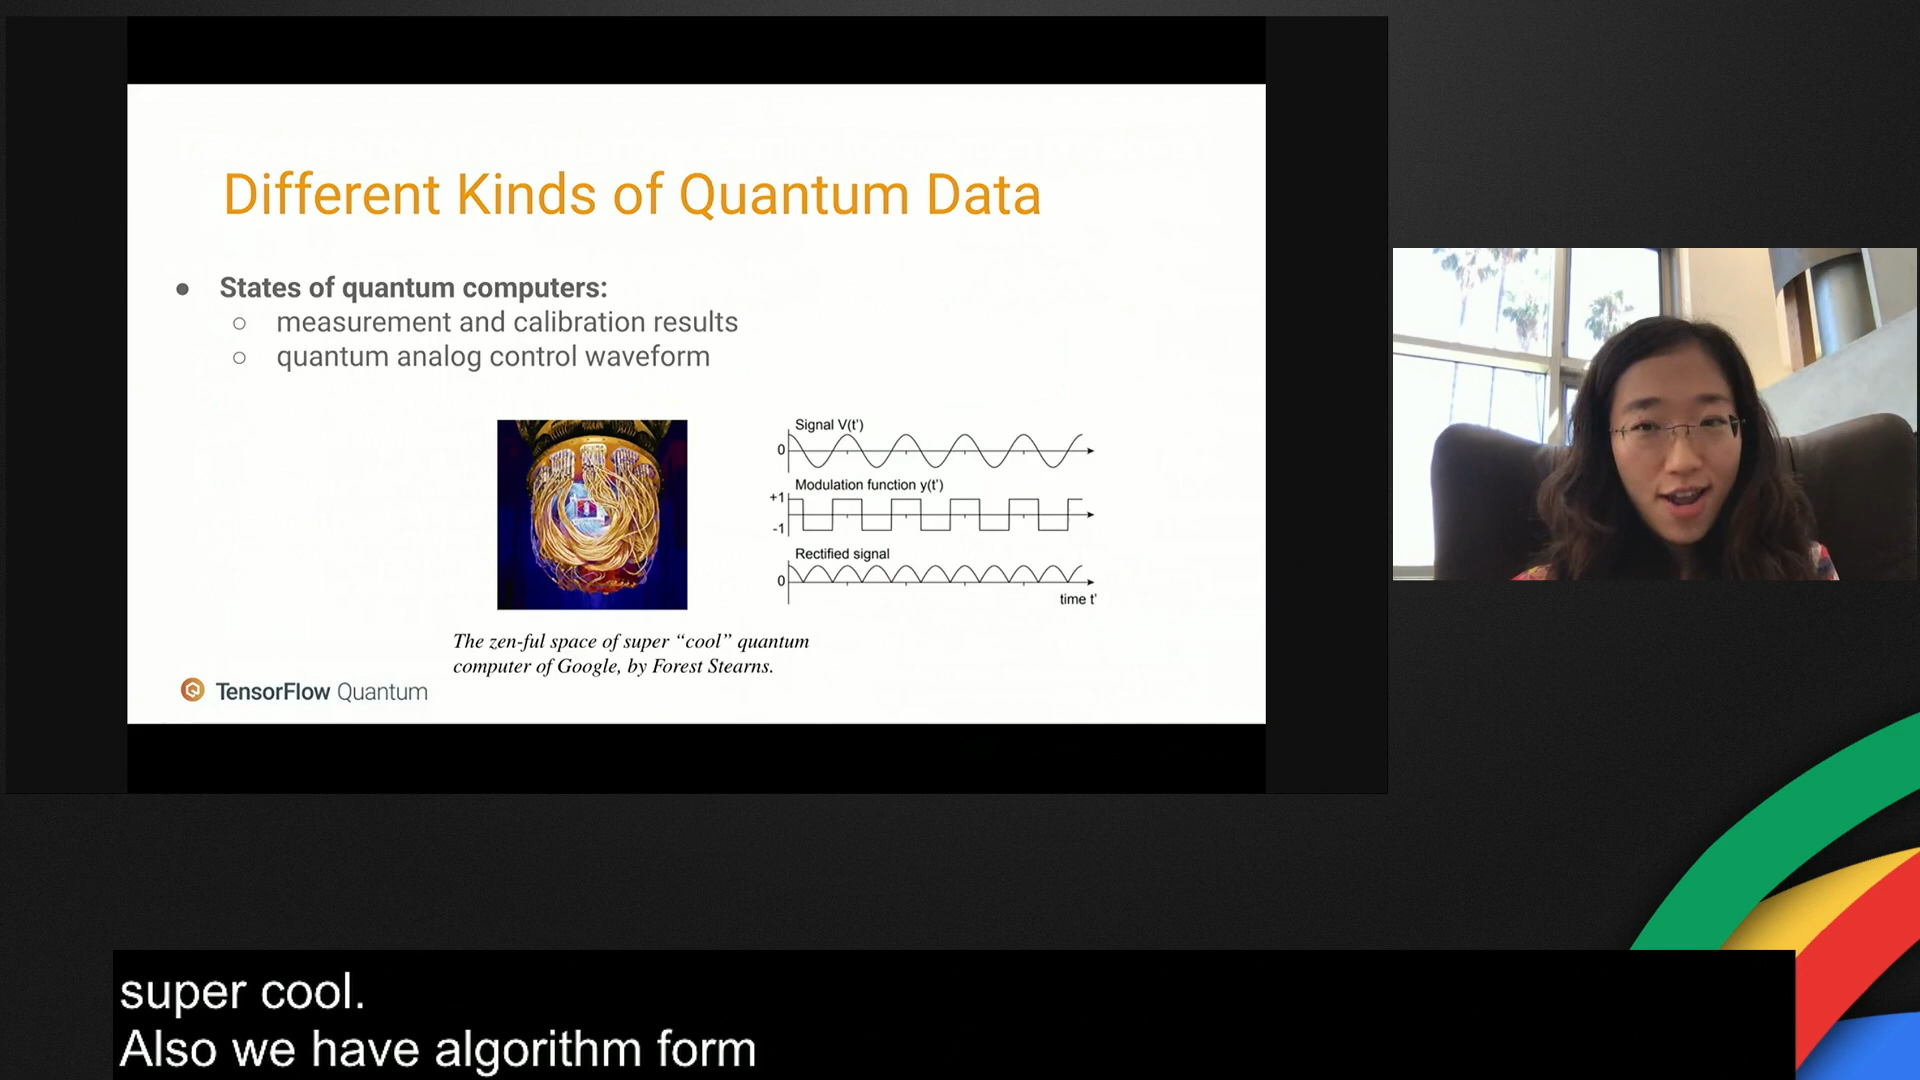 Different Kinds of Quantum Data
● States of quantum computers:
○ measurement and calibration results
○ quantum analog control waveform
Signal V(t')
0
Modulation function y(t')
+1
-1
Rectified signal
0
time t'
The zen-ful space of super “cool” quantum
computer of Google, by Forest Stearns.
TensorFlow Quantum
super cool.
Also we have algorithm form